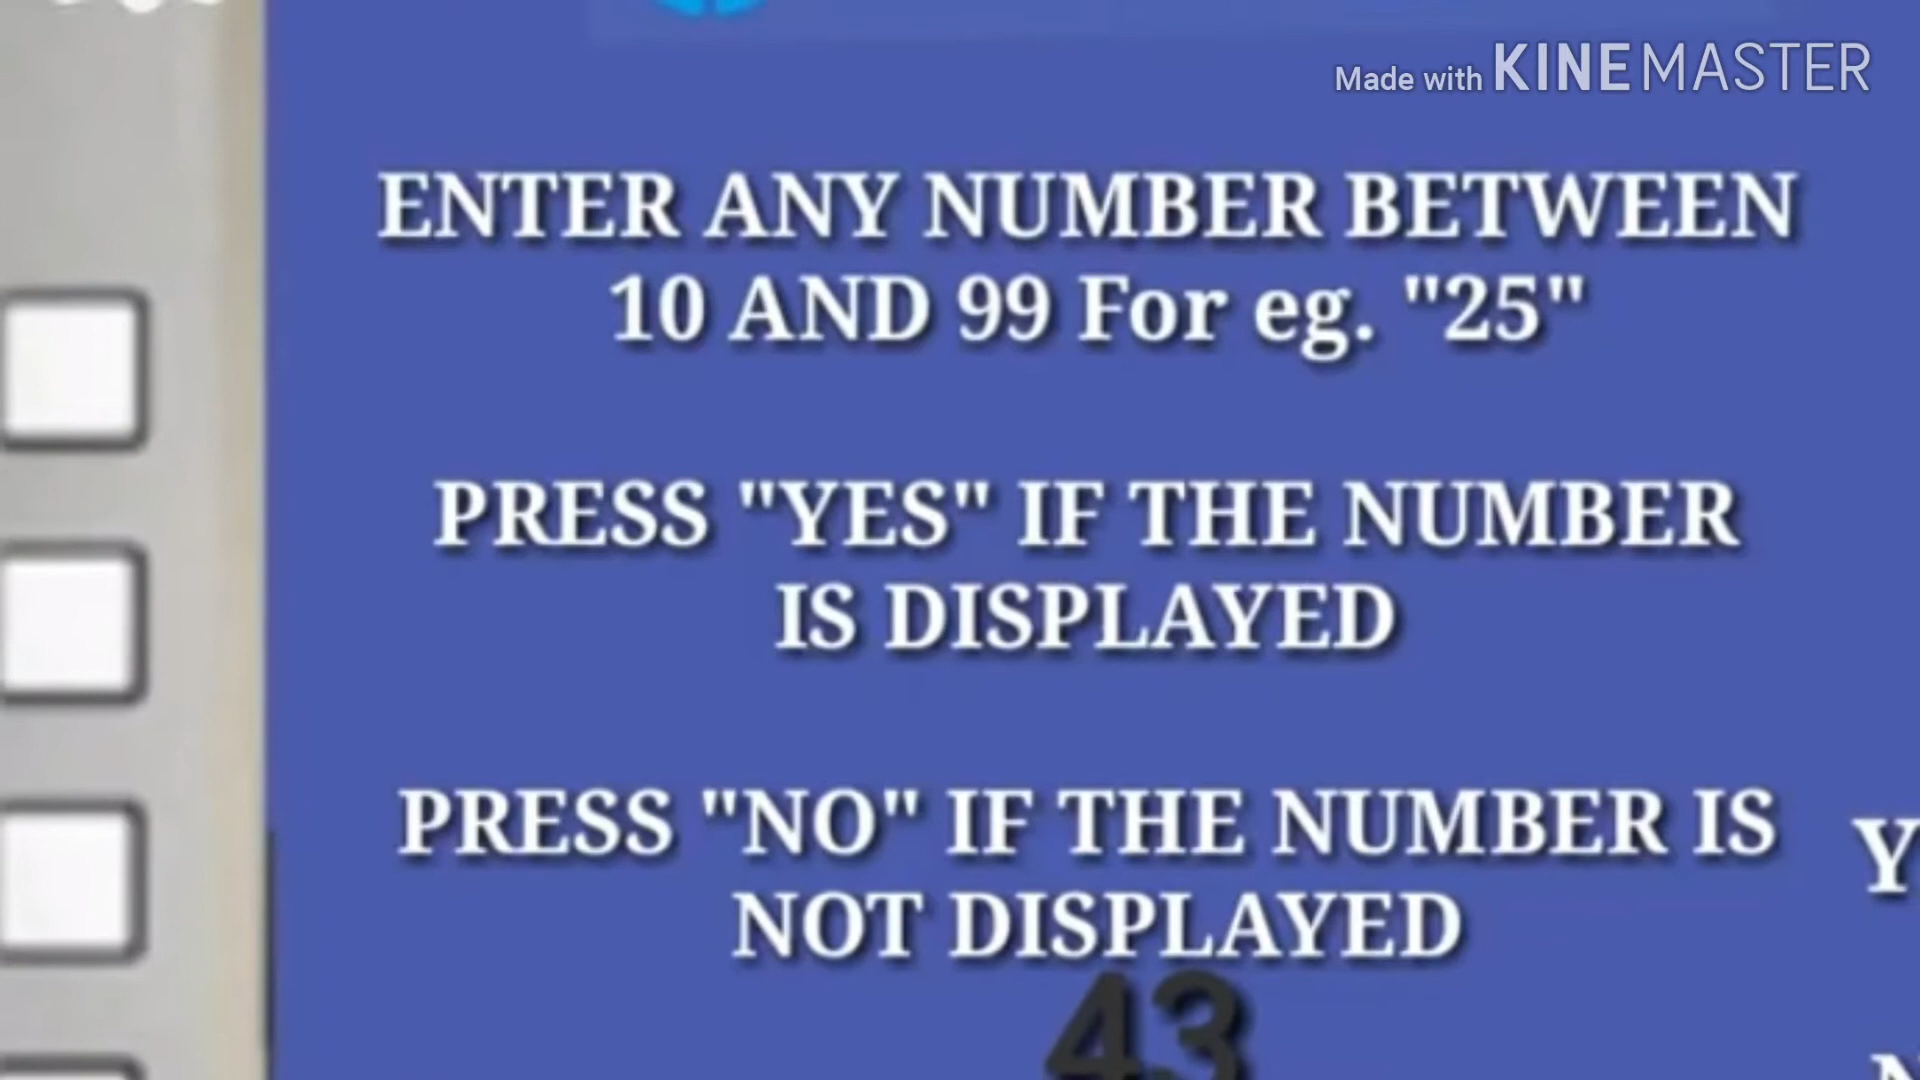 Made with KINEMASTER
ENTER ANY NUMBER BETWEEN
10 AND 99 For eg. "25"
PRESS "YES" IF THE NUMBER
IS DISPLAYED
PRESS "NO" IF THE NUMBER IS
NOT DISPLAYED
43